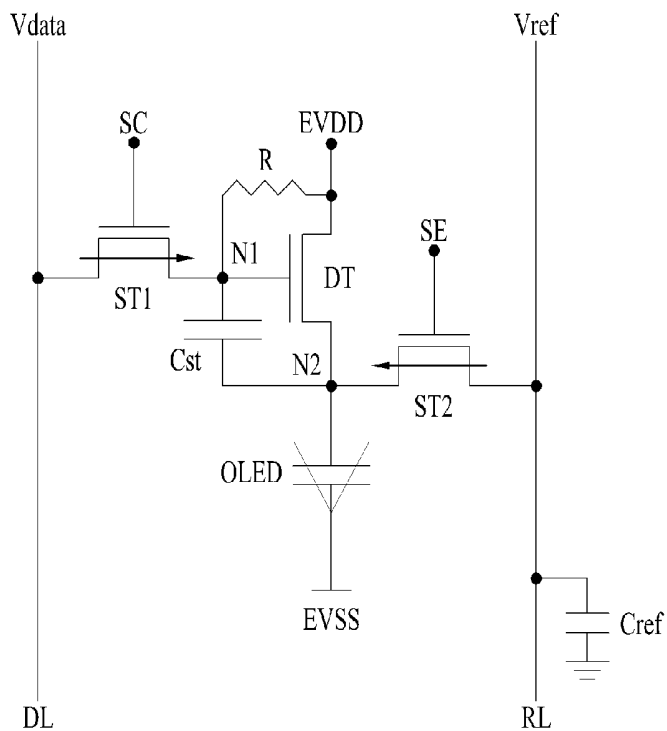 Vdata
Vref
SC
EVDD
R
SE
N1
DT
ST1
Cst
N2
ST2
OLED
EVSS
Cref
DL
RL